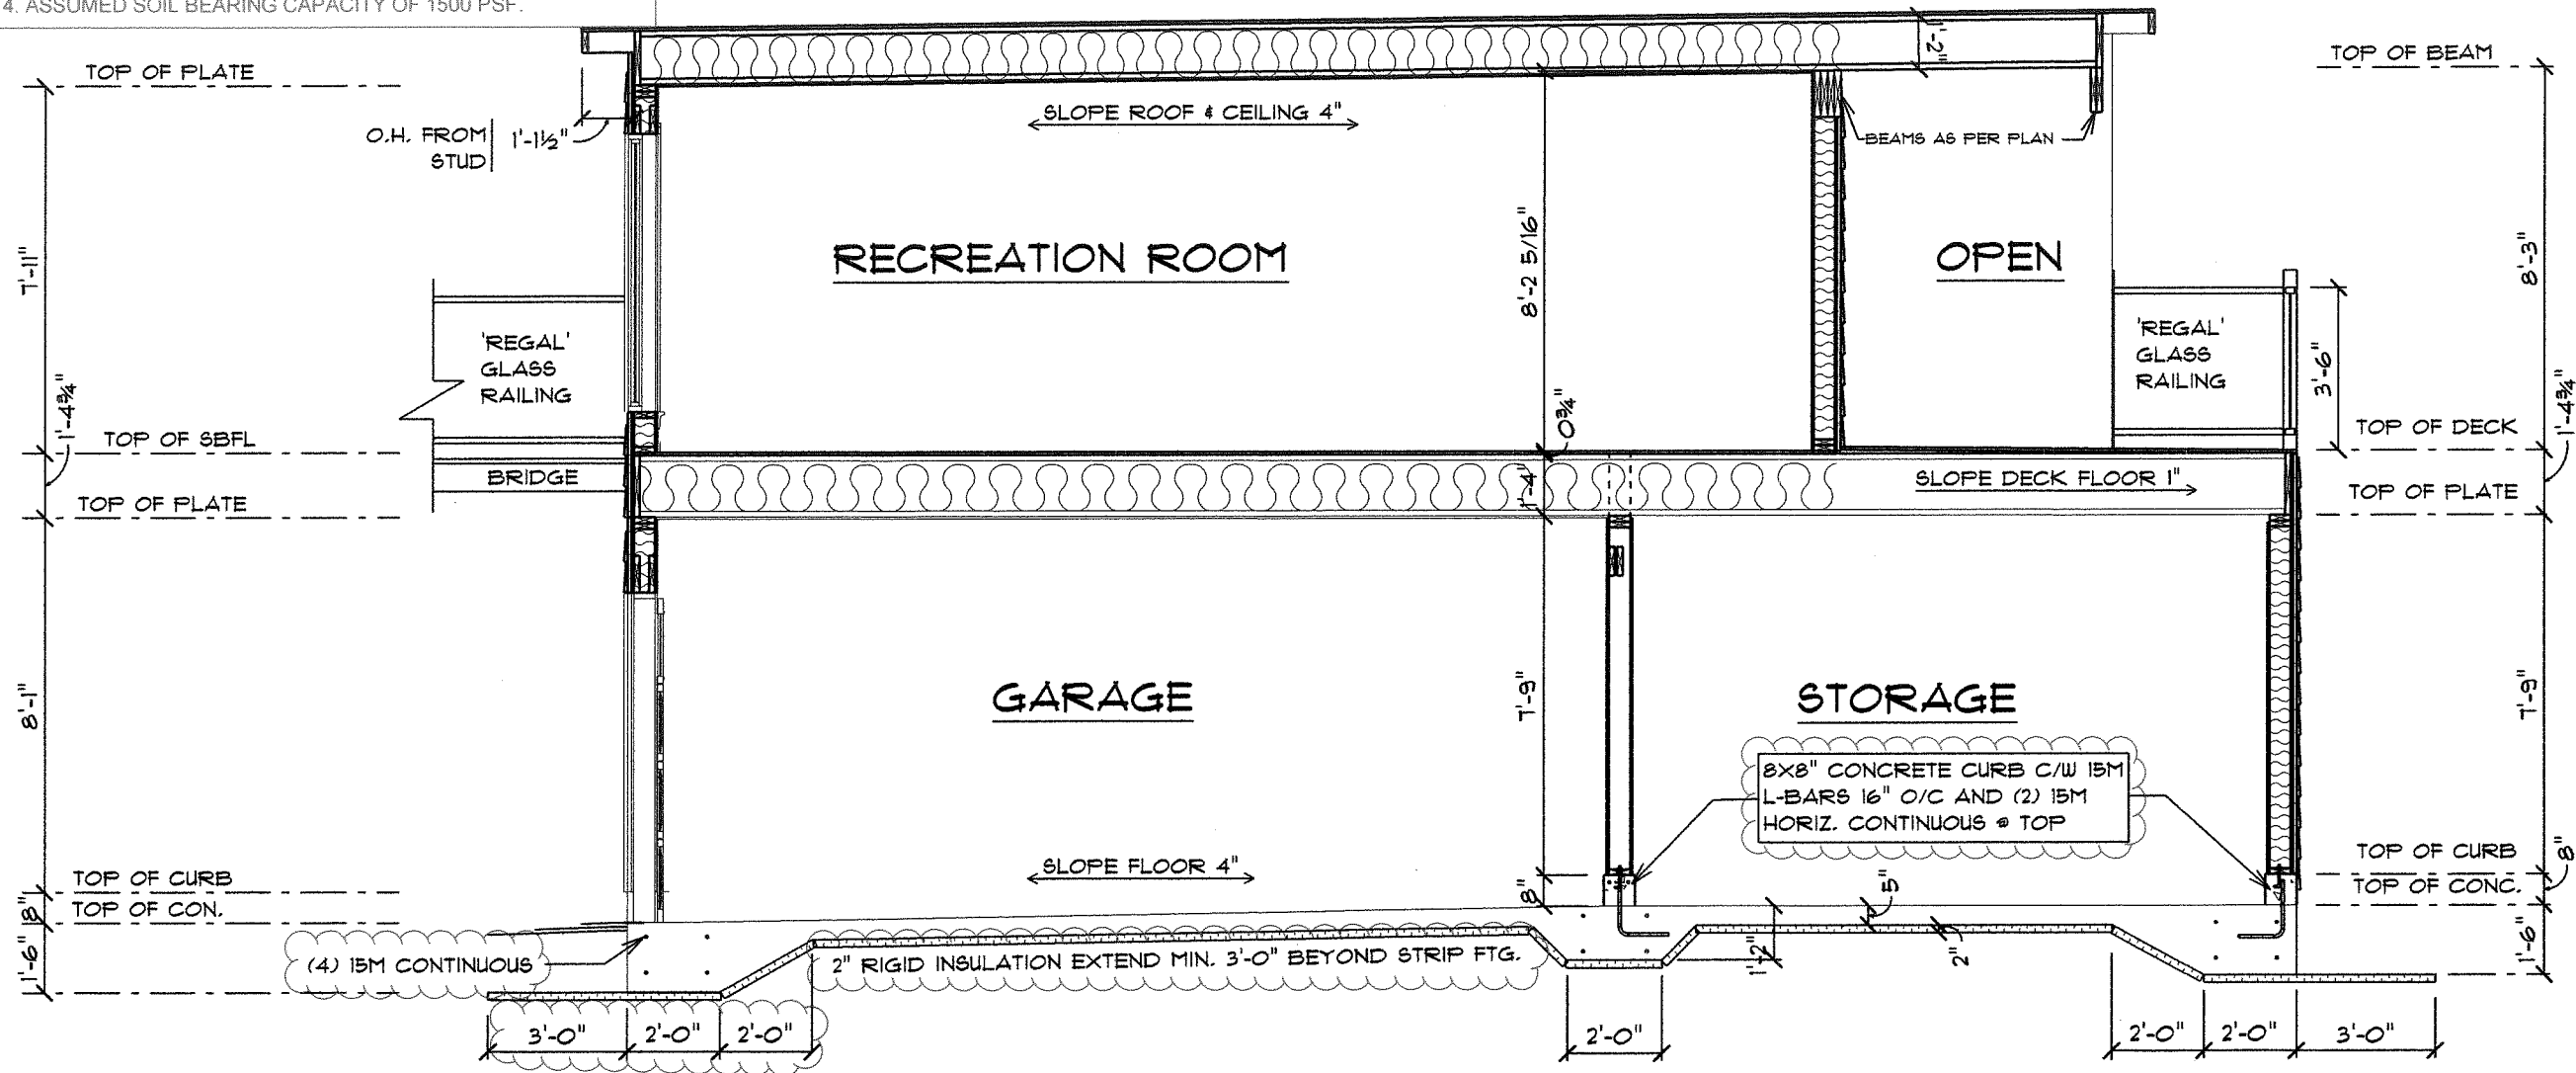 4. ASSUMED SOIL BEARING CAPACITY OF 1500 PSF.
TOP OF PLATE
1'-2"
TOP OF BEAM
SLOPE ROOF & CEILING 4"
O.H. FROM
STUD
1'-1½"
BEAMS AS PER PLAN
7'-11"
RECREATION ROOM
8'-2 5/16"
OPEN
8'-3"
'REGAL'
GLASS
RAILING
'REGAL'
GLASS
RAILING
3'-6"
1'-4¾"
0¾"
1'-4¾"
TOP OF SBFL
TOP OF DECK
BRIDGE
1'-4"
SLOPE DECK FLOOR 1"
TOP OF PLATE
TOP OF PLATE
8'-1"
GARAGE
7'-9"
STORAGE
7'-9"
8X8" CONCRETE CURB C/W 15M
L-BARS 16" O/C AND (2) 15M
HORIZ. CONTINUOUS @ TOP
SLOPE FLOOR 4"
TOP OF CURB
TOP OF CURB
8"
TOP OF CON.
8"
8"
5"
TOP OF CONC.
1'-6"
(4) 15M CONTINUOUS
2" RIGID INSULATION EXTEND MIN. 3'-0" BEYOND STRIP FTG.
1'-2"
2"
1'-6"
3'-0"
2'-0"
2'-0"
2'-0"
2'-0"
2'-0"
3'-0"